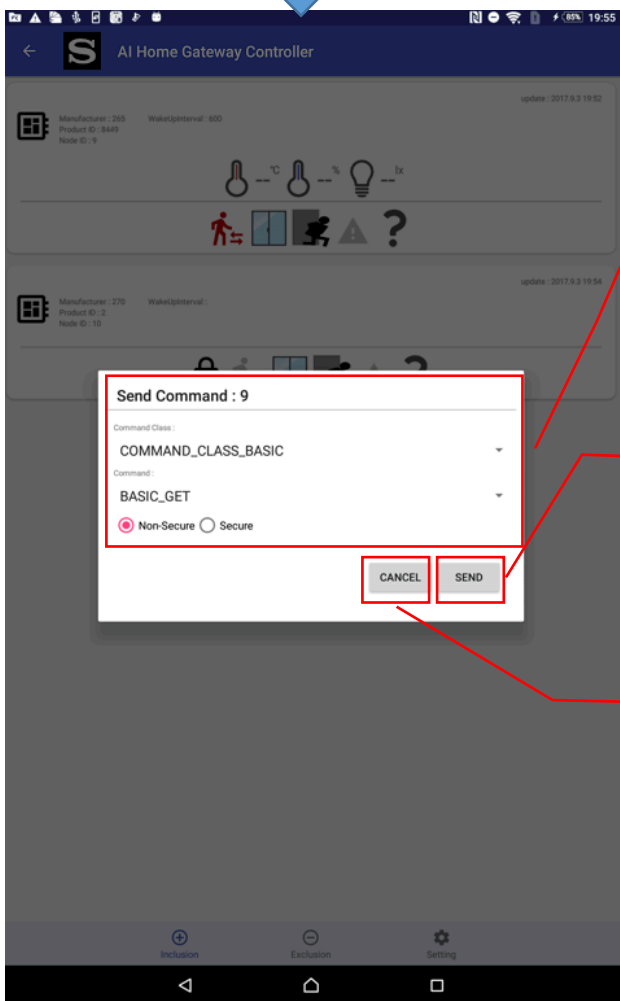 85% 19:55
S AI Home Gateway Controller
update : 2017.9.3 19:52
Manufacturer : 265 WakeUpInterval : 600
Product ID : 8449
Node ID : 9
--℃ --% --lx
?
update : 2017.9.3 19:54
Manufacturer : 270 WakeUpInterval :
Product ID : 2
Node ID : 10
?
Send Command : 9
Command Class :
COMMAND_CLASS_BASIC
Command :
BASIC_GET
Non-Secure Secure
CANCEL SEND
Inclusion Exclusion Setting